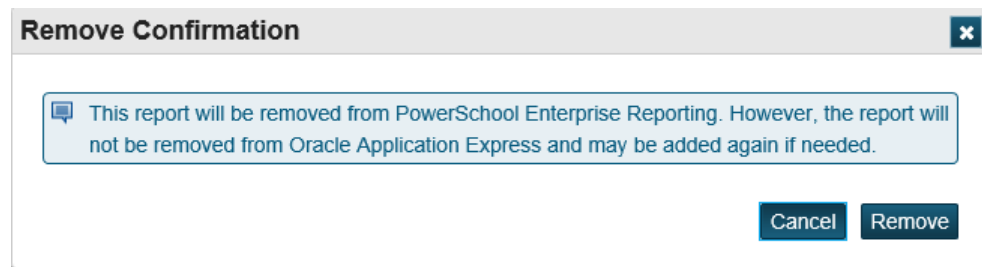 Remove Confirmation
This report will be removed from PowerSchool Enterprise Reporting. However, the report will
not be removed from Oracle Application Express and may be added again if needed.
Cancel Remove